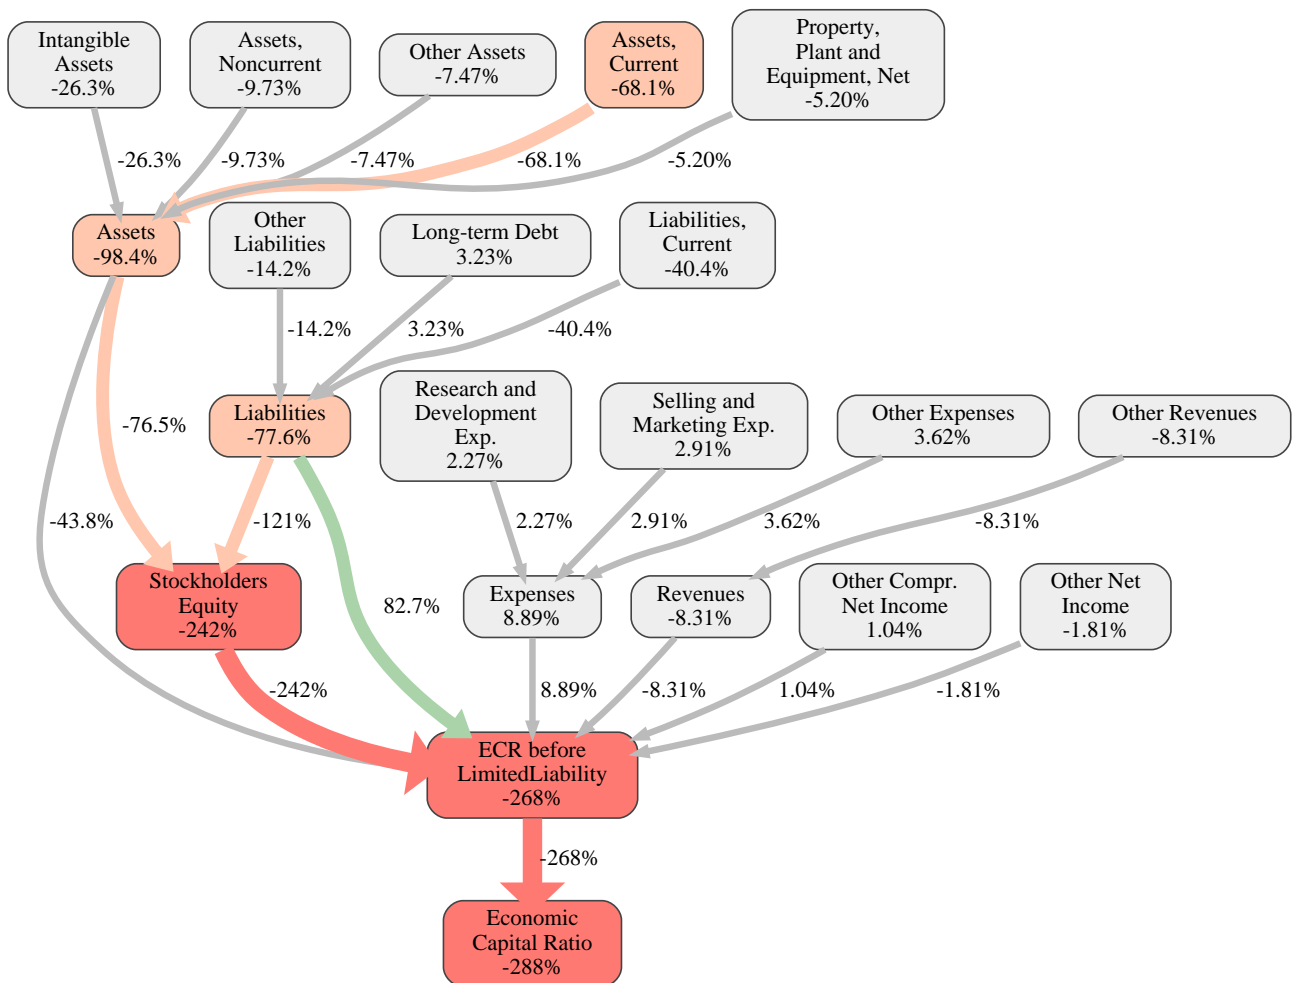 Intangible
Assets
-26.3%
Assets,
Noncurrent
-9.73%
Other Assets
-7.47%
Assets,
Current
-68.1%
Property,
Plant and
Equipment, Net
-5.20%
-26.3%
-9.73%
-7.47%
-68.1%
-5.20%
Assets
-98.4%
Other
Liabilities
-14.2%
Long-term Debt
3.23%
Liabilities,
Current
-40.4%
-14.2%
3.23%
-40.4%
Liabilities
-77.6%
Research and
Development
Exp.
2.27%
Selling and
Marketing Exp.
2.91%
Other Expenses
3.62%
Other Revenues
-8.31%
-76.5%
-43.8%
-121%
2.27%
2.91%
3.62%
-8.31%
Stockholders
Equity
-242%
82.7%
Expenses
8.89%
Revenues
-8.31%
Other Compr.
Net Income
1.04%
Other Net
Income
-1.81%
-242%
8.89%
-8.31%
1.04%
-1.81%
ECR before
LimitedLiability
-268%
-268%
Economic
Capital Ratio
-288%